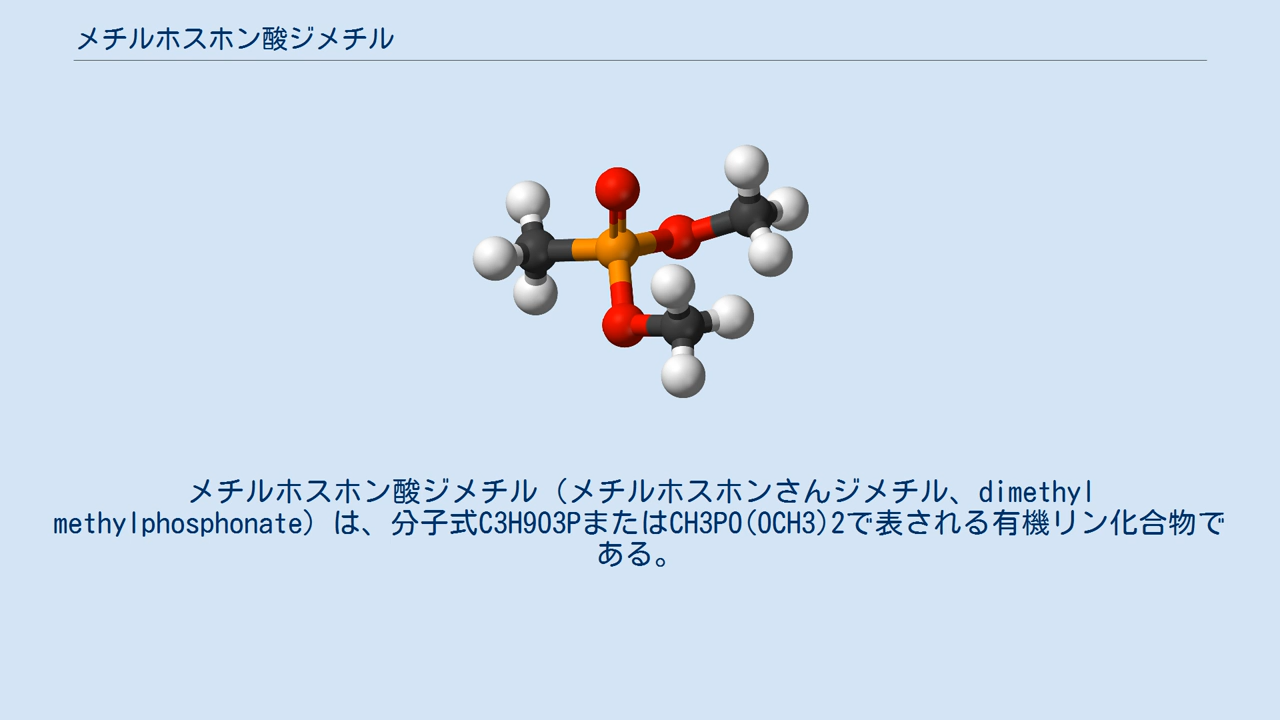 メチルホスホン酸ジメチル
メチルホスホン酸ジメチル（メチルホスホンさんジメチル、dimethyl
methylphosphonate）は、分子式C3H9O3PまたはCH3PO(OCH3)2で表される有機リン化合物で
ある。